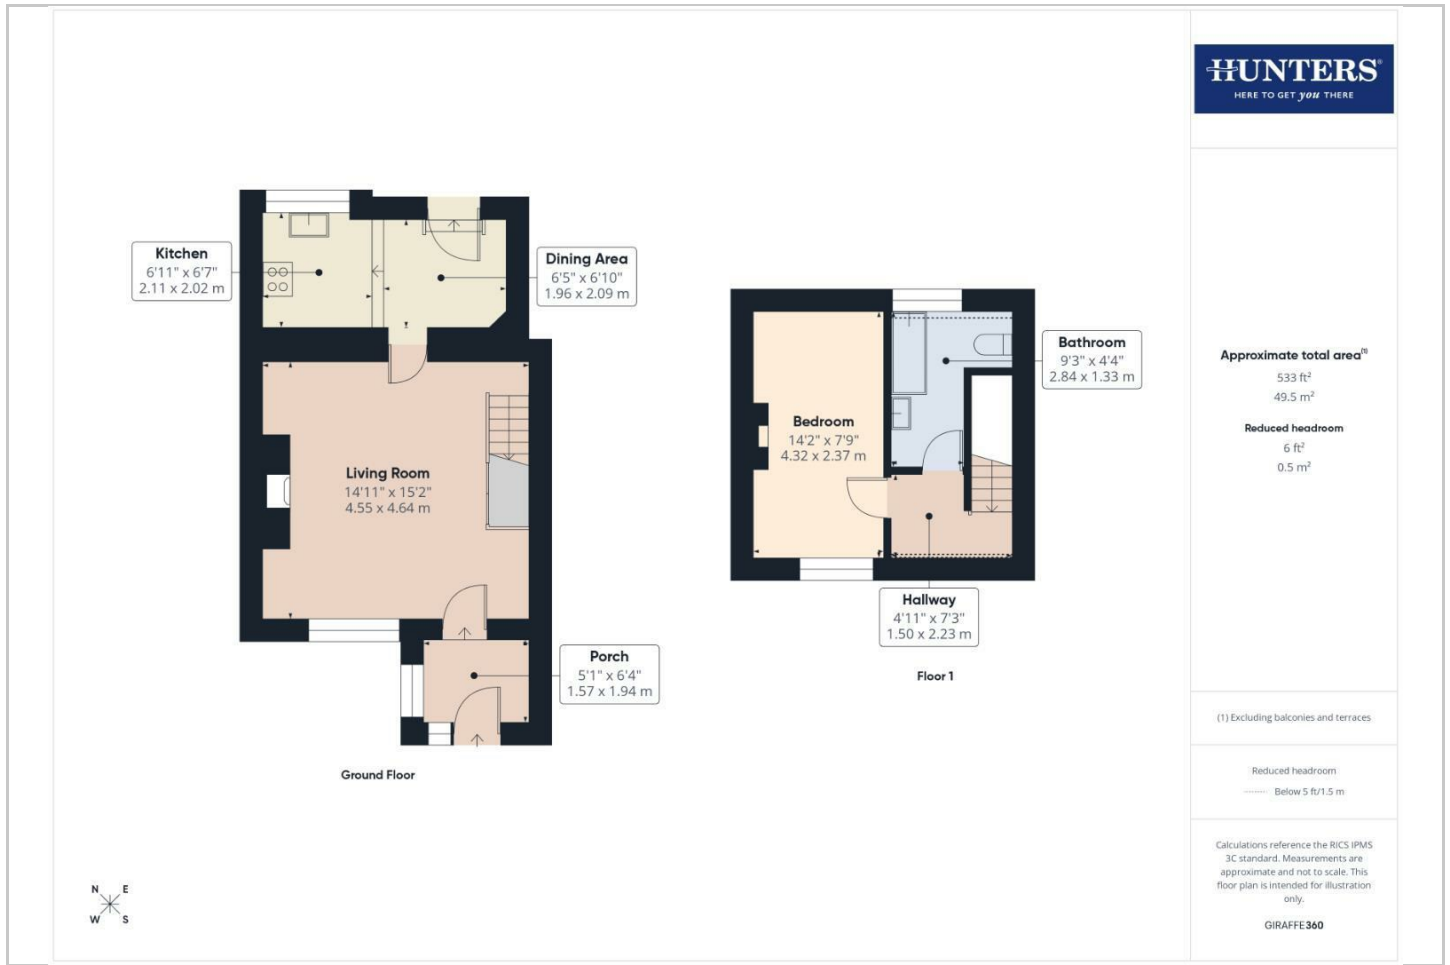 HUNTERS®
HERE TO GET you THERE
Kitchen
6'11" x 6'7"
2.11 x 2.02 m
Dining Area
6'5" x 6'10"
1.96 x 2.09 m
Living Room
14'11" x 15'2"
4.55 x 4.64 m
Porch
5'1" x 6'4"
1.57 x 1.94 m
Ground Floor
Bedroom
14'2" x 7'9"
4.32 x 2.37 m
Bathroom
9'3" x 4'4"
2.84 x 1.33 m
Hallway
4'11" x 7'3"
1.50 x 2.23 m
Floor 1
Approximate total area(1)
533 ft²
49.5 m²
Reduced headroom
6 ft²
0.5 m²
(1) Excluding balconies and terraces
Reduced headroom
Below 5 ft/1.5 m
Calculations reference the RICS IPMS
3C standard. Measurements are
approximate and not to scale. This
floor plan is intended for illustration
only.
GIRAFFE360
N E
W S